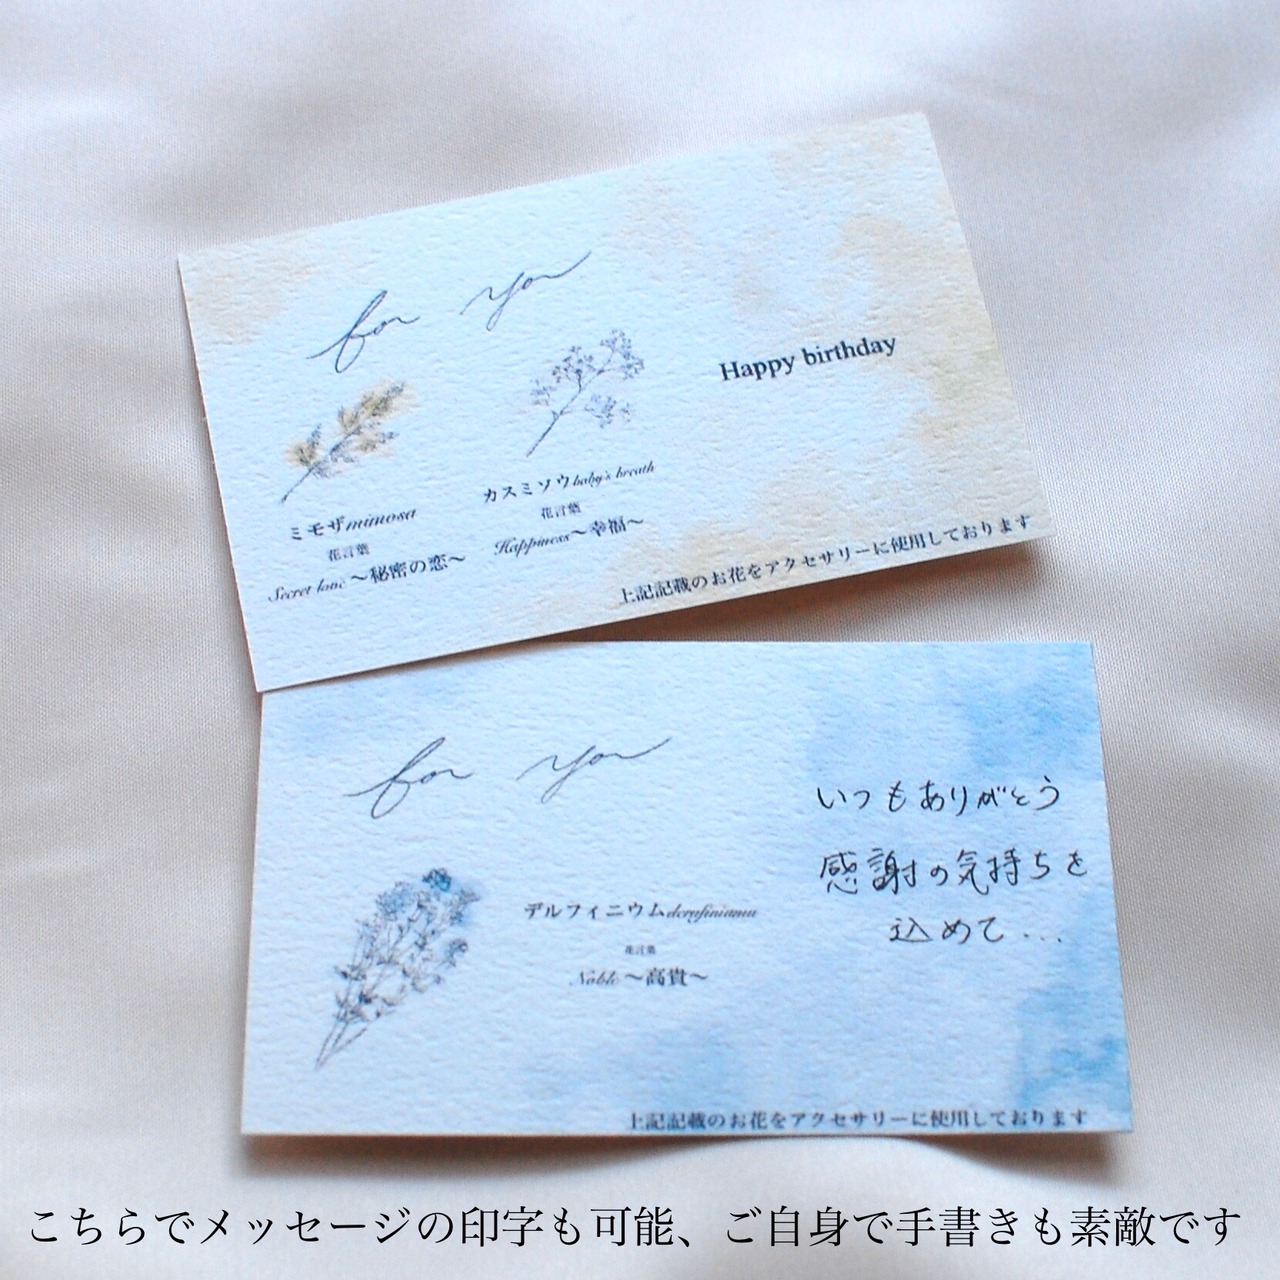 for you
Happy birthday
ミモザmimosa
花言葉
Secret love～秘密の恋～
カスミソウbaby's breath
花言葉
Happiness～幸福～
上記記載のお花をアクセサリーに使用しております
for you
いつもありがとう
感謝の気持ちを
込めて...
デルフィニウムderafiniumu
花言葉
Noble～高貴～
上記記載のお花をアクセサリーに使用しております
こちらでメッセージの印字も可能、ご自身で手書きも素敵です